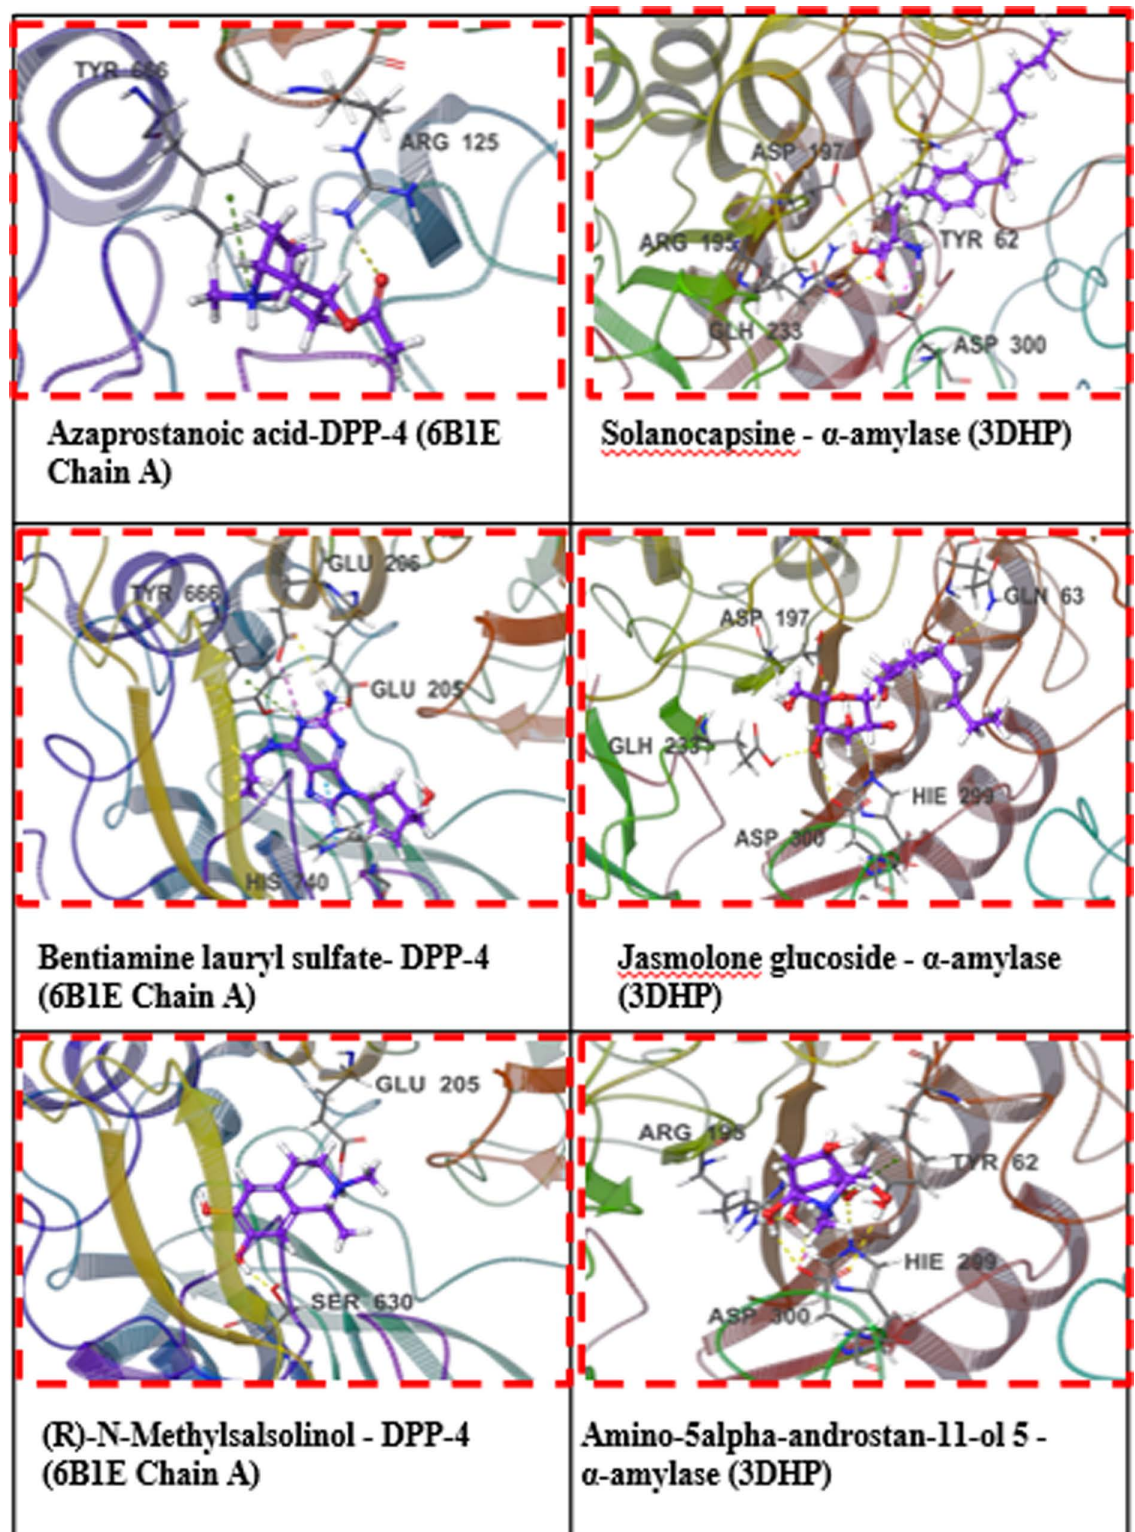 TYR 666
ARG 125
Azaprostanoic acid-DPP-4 (6B1E
Chain A)
ASP 197
ARG 195
TYR 62
GLH 233
ASP 300
Solanocapsine - α-amylase (3DHP)
GLU 206
TYR 666
GLU 205
HIS 740
Bentiamine lauryl sulfate- DPP-4
(6B1E Chain A)
GLN 63
ASP 197
GLH 233
HIE 299
ASP 300
Jasmolone glucoside - α-amylase
(3DHP)
GLU 205
SER 630
(R)-N-Methylsalsolinol - DPP-4
(6B1E Chain A)
ARG 195
TYR 62
HIE 299
ASP 300
Amino-5alpha-androstan-11-ol 5 -
α-amylase (3DHP)